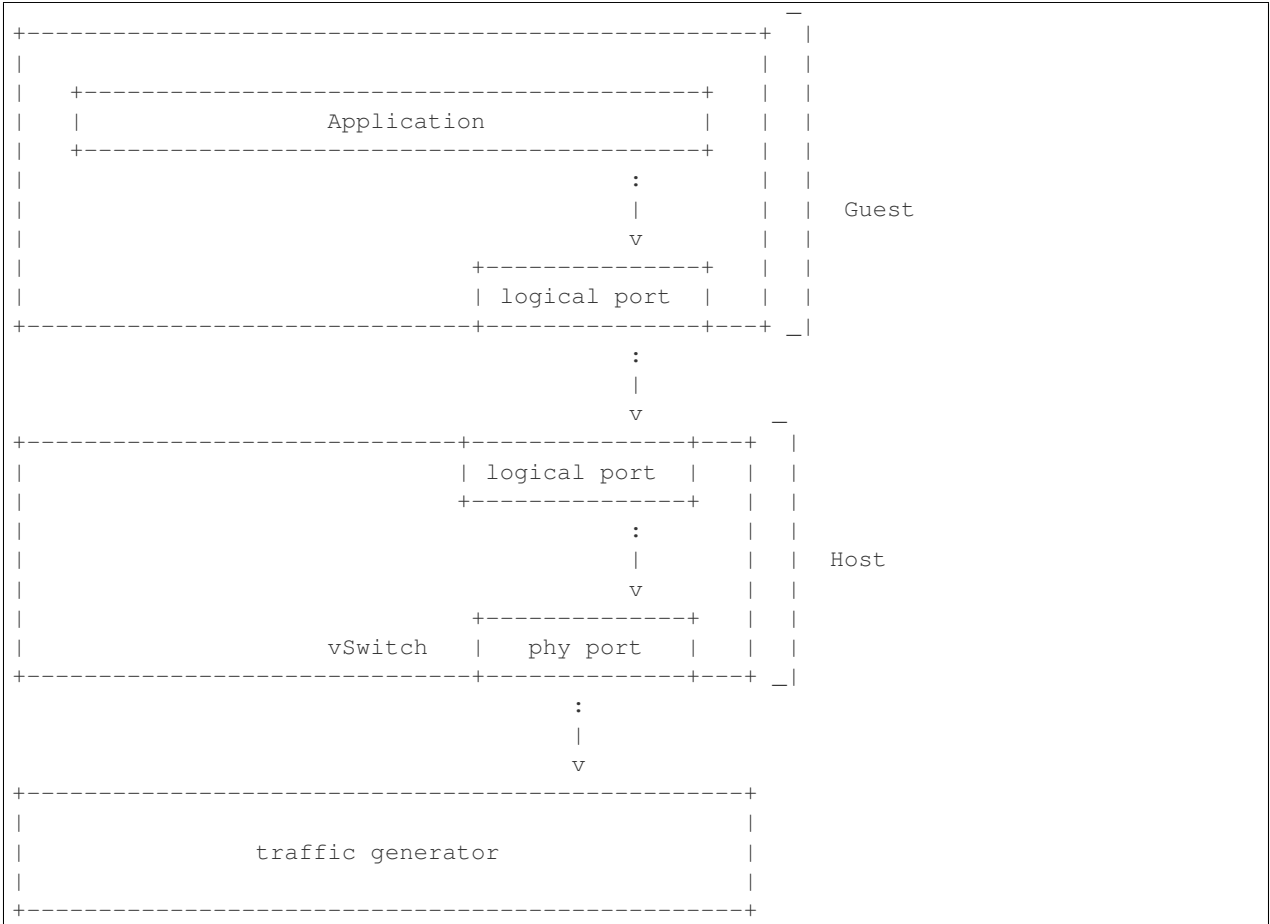 Application
Guest
logical port
logical port
Host
vSwitch phy port
traffic generator